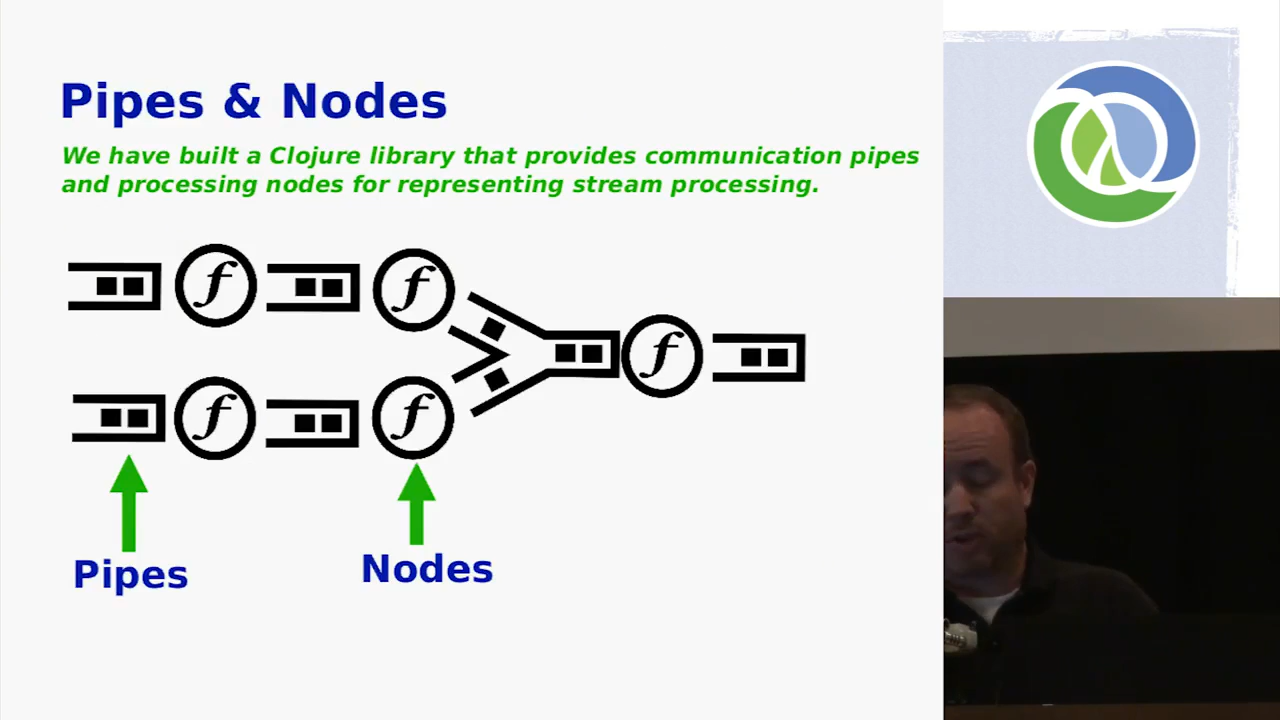 Pipes & Nodes
We have built a Clojure library that provides communication pipes
and processing nodes for representing stream processing.
f f
f
f f
Pipes
Nodes